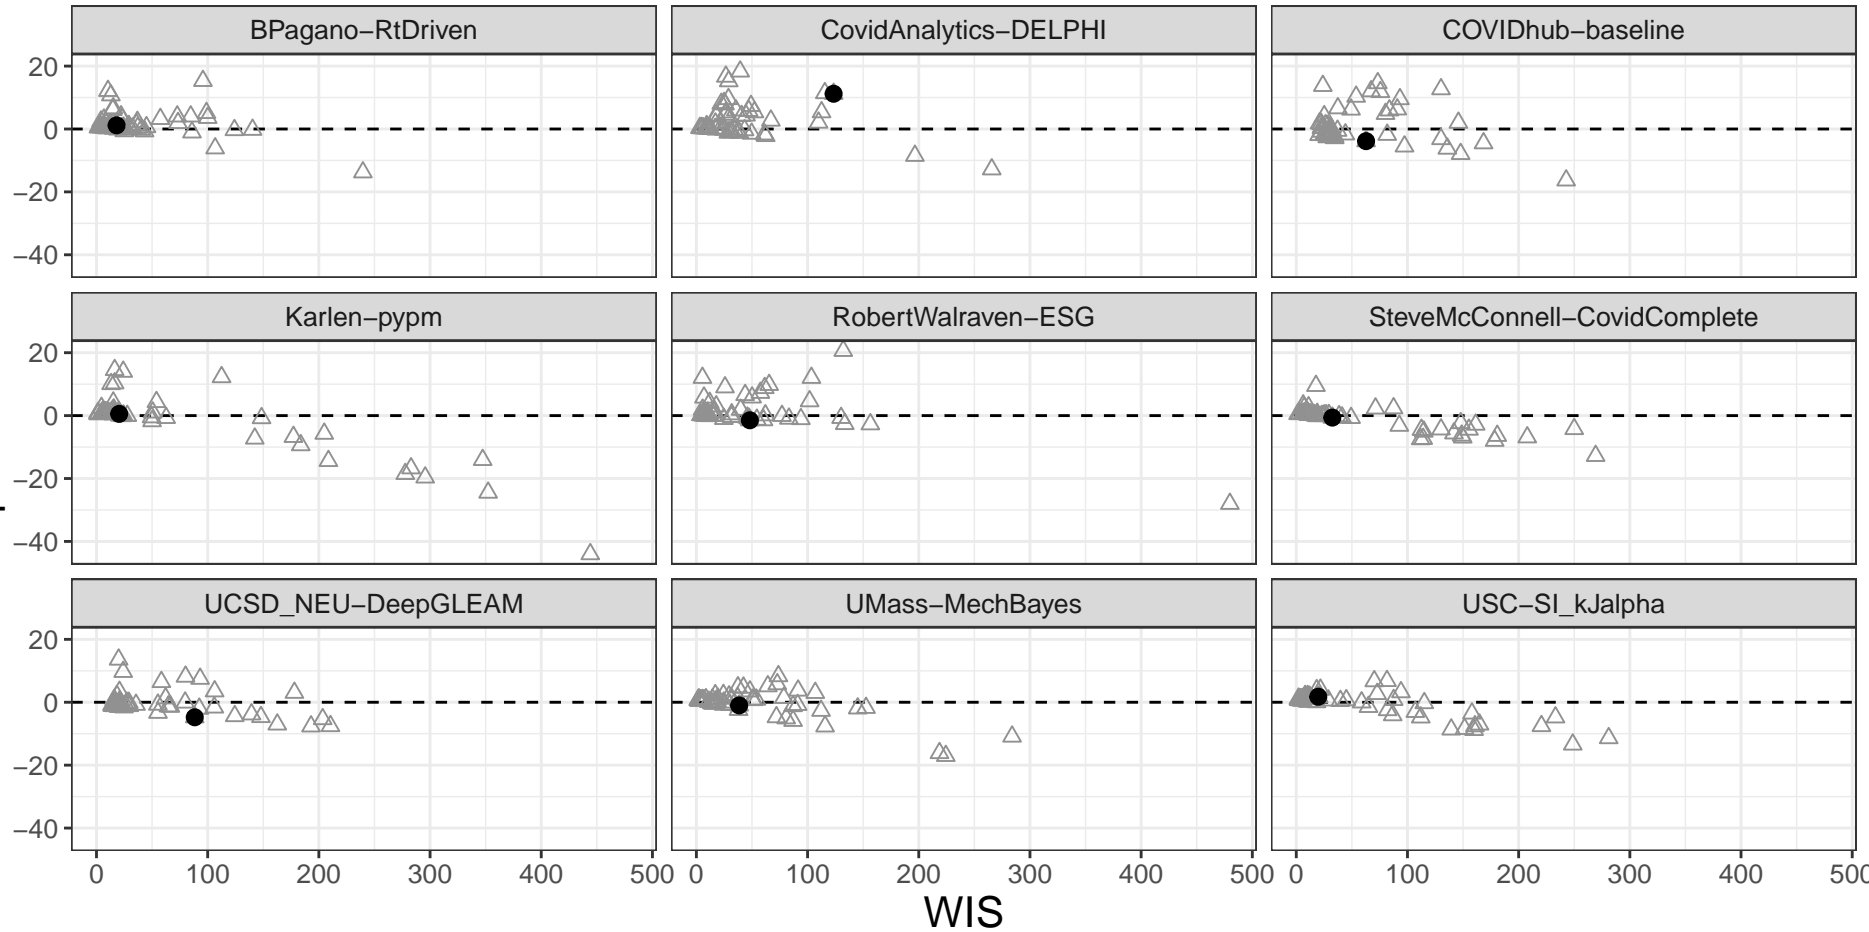 BPagano−RtDriven CovidAnalytics−DELPHI COVIDhub−baseline
20
0
−20
−40
Karlen−pypm RobertWalraven−ESG SteveMcConnell−CovidComplete
20
0
−20
−40
UCSD_NEU−DeepGLEAM UMass−MechBayes USC−SI_kJalpha
20
0
−20
−40
0 100 200 300 400 500 0 100 200 300 400 500 0 100 200 300 400 500
WIS